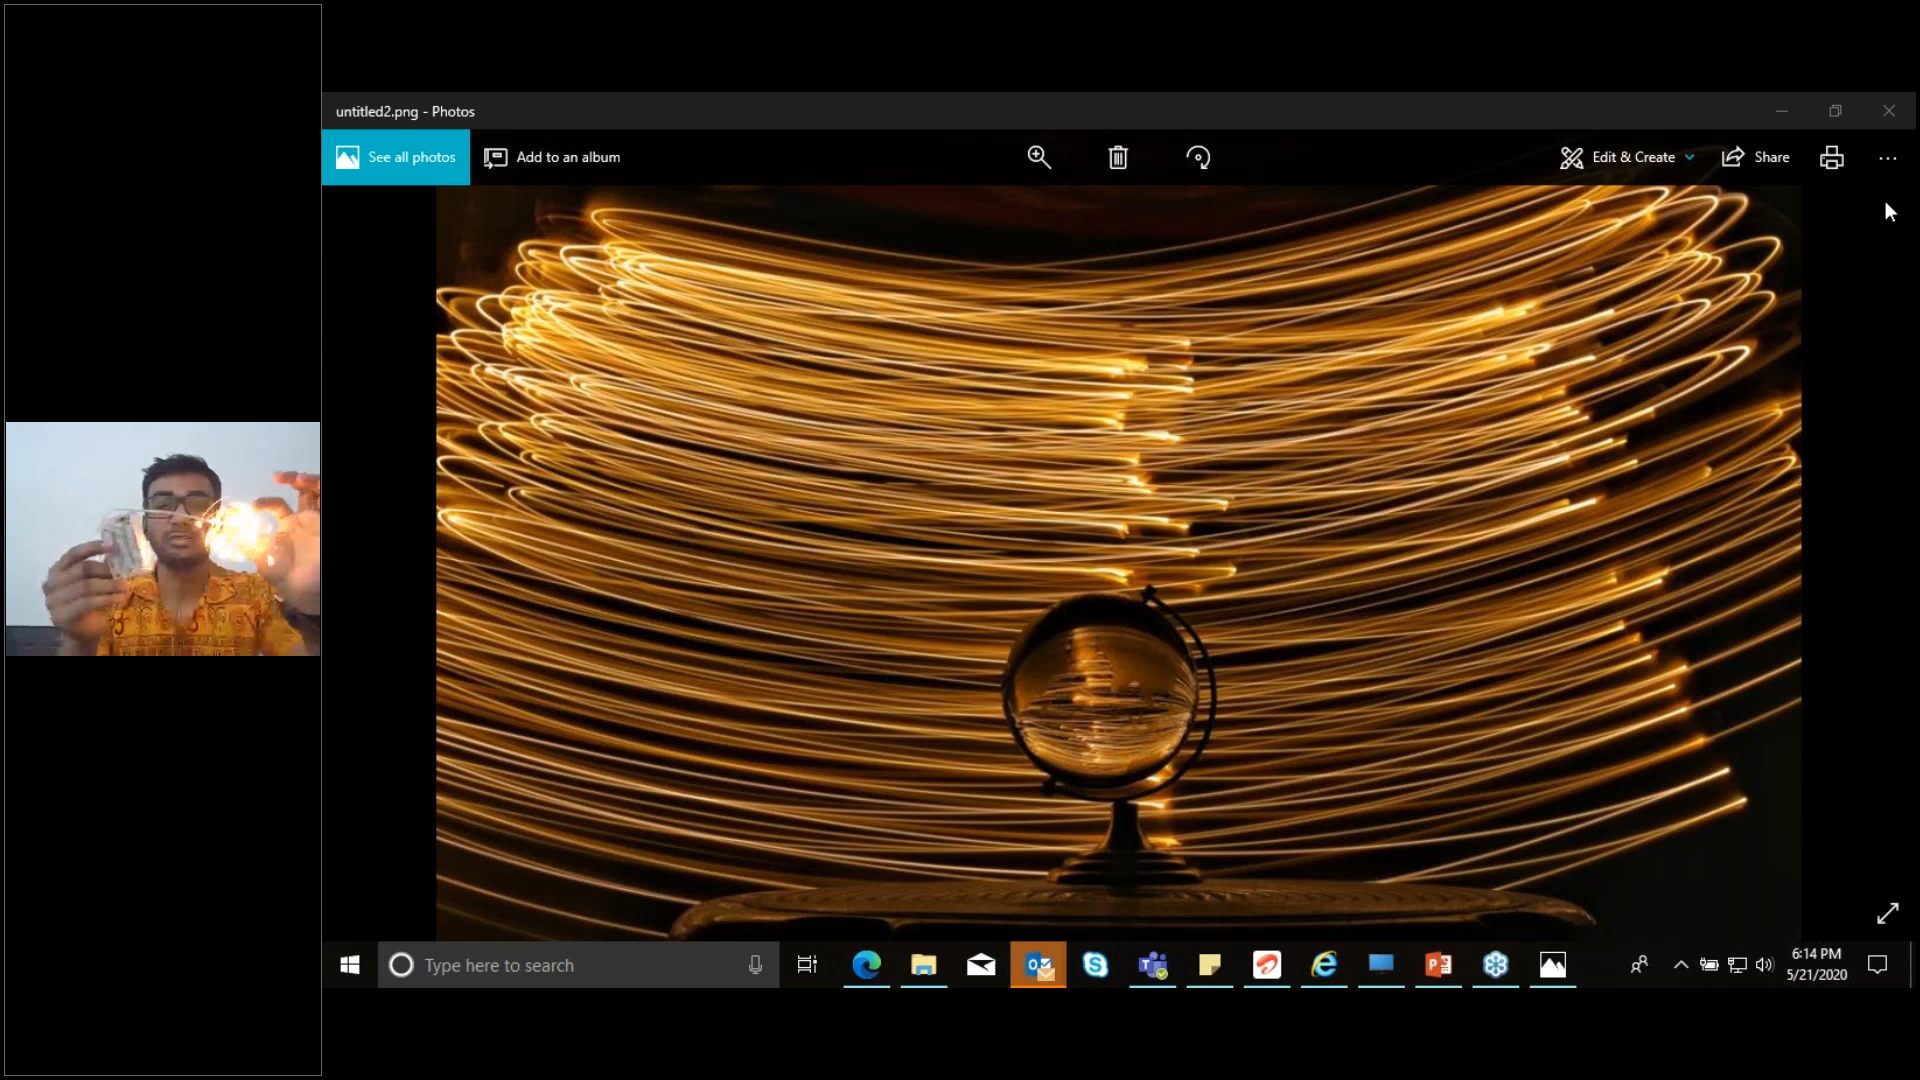 untitled2.png - Photos
See all photos
Add to an album
Edit & Create
Share
Type here to search
6:14 PM
5/21/2020